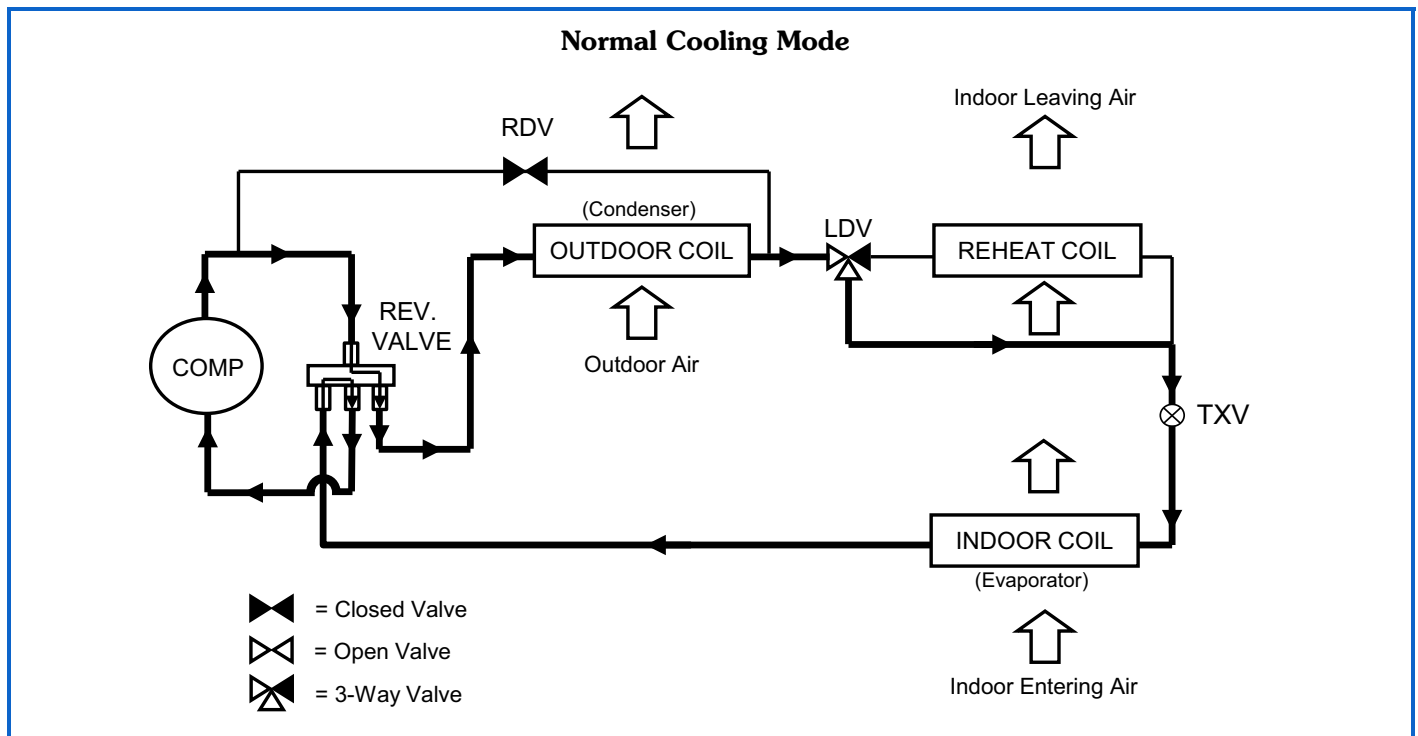 Normal Cooling Mode
Indoor Leaving Air
RDV
(Condenser)
LDV
OUTDOOR COIL
REHEAT COIL
REV.
VALVE
COMP
Outdoor Air
TXV
INDOOR COIL
(Evaporator)
= Closed Valve
= Open Valve
= 3-Way Valve
Indoor Entering Air